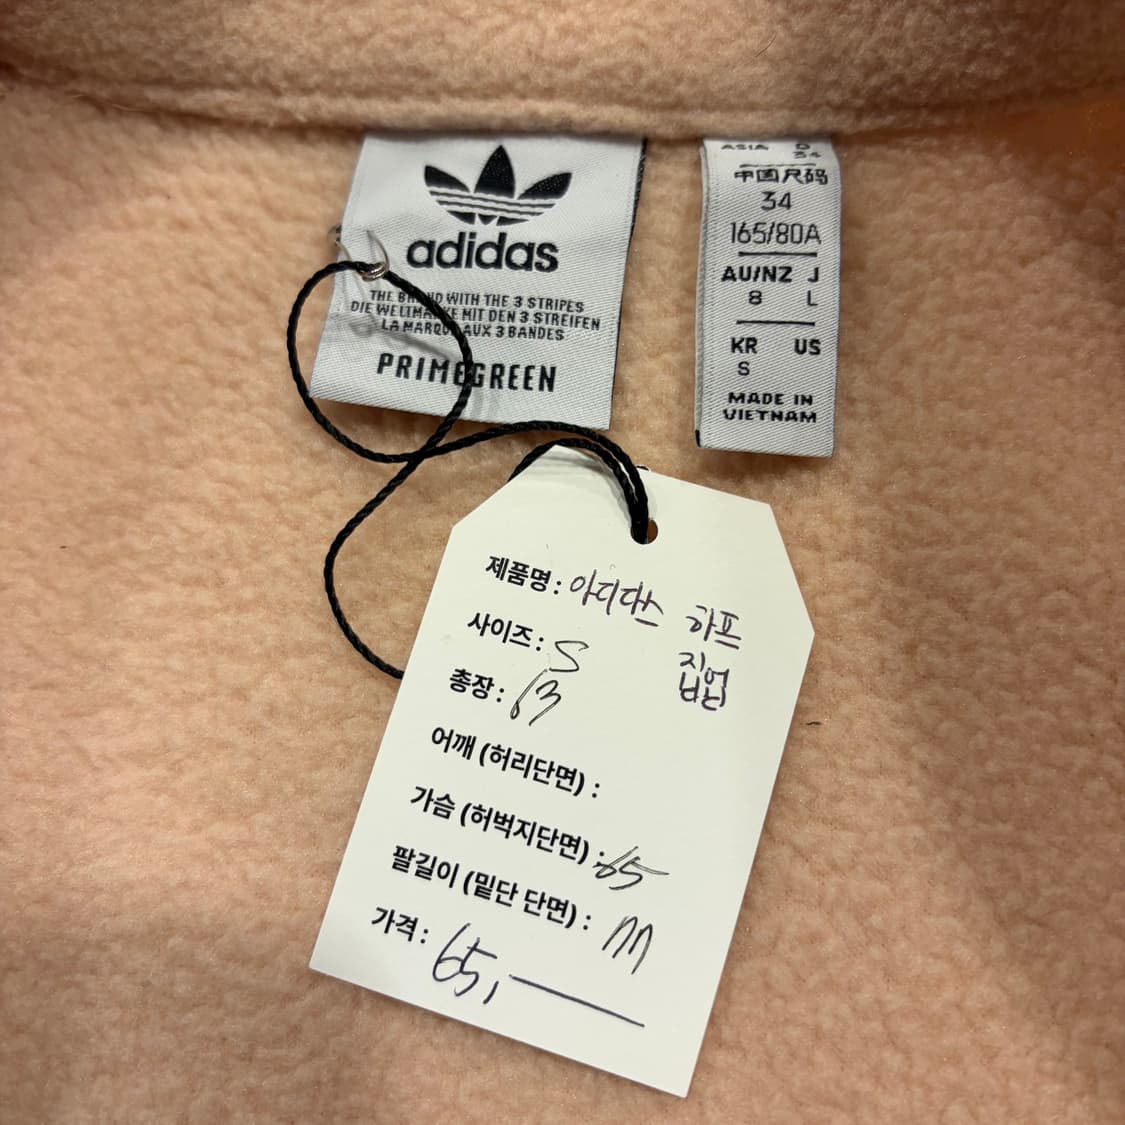 adidas
THE BRAND WITH THE 3 STRIPES
DIE WELTMARKE MIT DEN 3 STREIFEN
LA MARQUE AUX 3 BANDES
PRIMEGREEN
ASIA D
34
中国尺码
34
165/80A
AU/NZ J
8 L
KR US
S
MADE IN
VIETNAM
제품명 : 아디다스 하프
집업
사이즈 : S
총장 : 63
어깨 (허리단면) :
가슴 (허벅지단면) : 65
팔길이 (밑단 단면) : 77
가격 : 65,